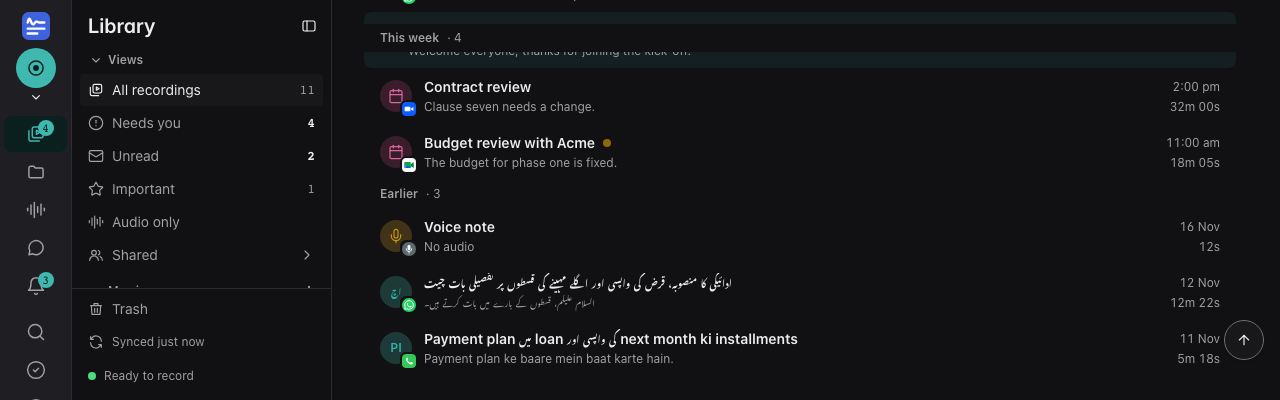 Library
Views
All recordings 11
Needs you 4
Unread 2
Important 1
Audio only
Shared
Trash
Synced just now
Ready to record
4
3
This week · 4
Welcome everyone, thanks for joining the kick-off!
Contract review 2:00 pm
Clause seven needs a change. 32m 00s
Budget review with Acme 11:00 am
The budget for phase one is fixed. 18m 05s
Earlier · 3
Voice note 16 Nov
No audio 12s
اچ
ادائیگی کا منصوبہ، قرض کی واپسی اور اگلے مہینے کی قسطوں پر تفصیلی بات چیت 12 Nov
السلام علیکم، قسطوں کے بارے میں بات کرتے ہیں۔ 12m 22s
PI
Payment plan میں loan کی واپسی اور next month ki installments 11 Nov
Payment plan ke baare mein baat karte hain. 5m 18s